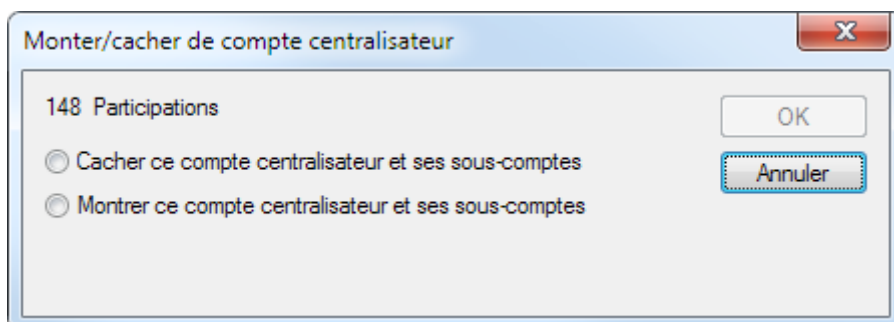 Monter/cacher de compte centralisateur
148 Participations
OK
Cacher ce compte centralisateur et ses sous-comptes
Annuler
Montrer ce compte centralisateur et ses sous-comptes